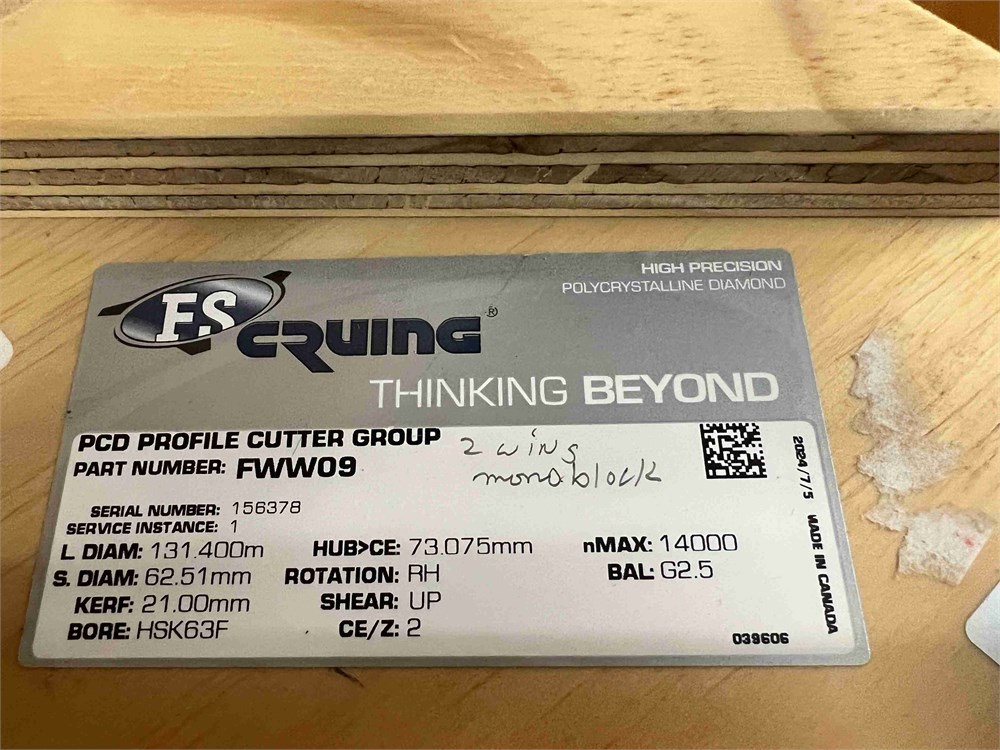 HIGH PRECISION
POLYCRYSTALLINE DIAMOND
FS CRUING ®
THINKING BEYOND
PCD PROFILE CUTTER GROUP
PART NUMBER: FWW09
2 wing
monoblock
SERIAL NUMBER: 156378
SERVICE INSTANCE: 1
L DIAM: 131.400m HUB>CE: 73.075mm nMAX: 14000
S. DIAM: 62.51mm ROTATION: RH BAL: G2.5
KERF: 21.00mm SHEAR: UP
BORE: HSK63F CE/Z: 2
039606
2024/7/5 MADE IN CANADA